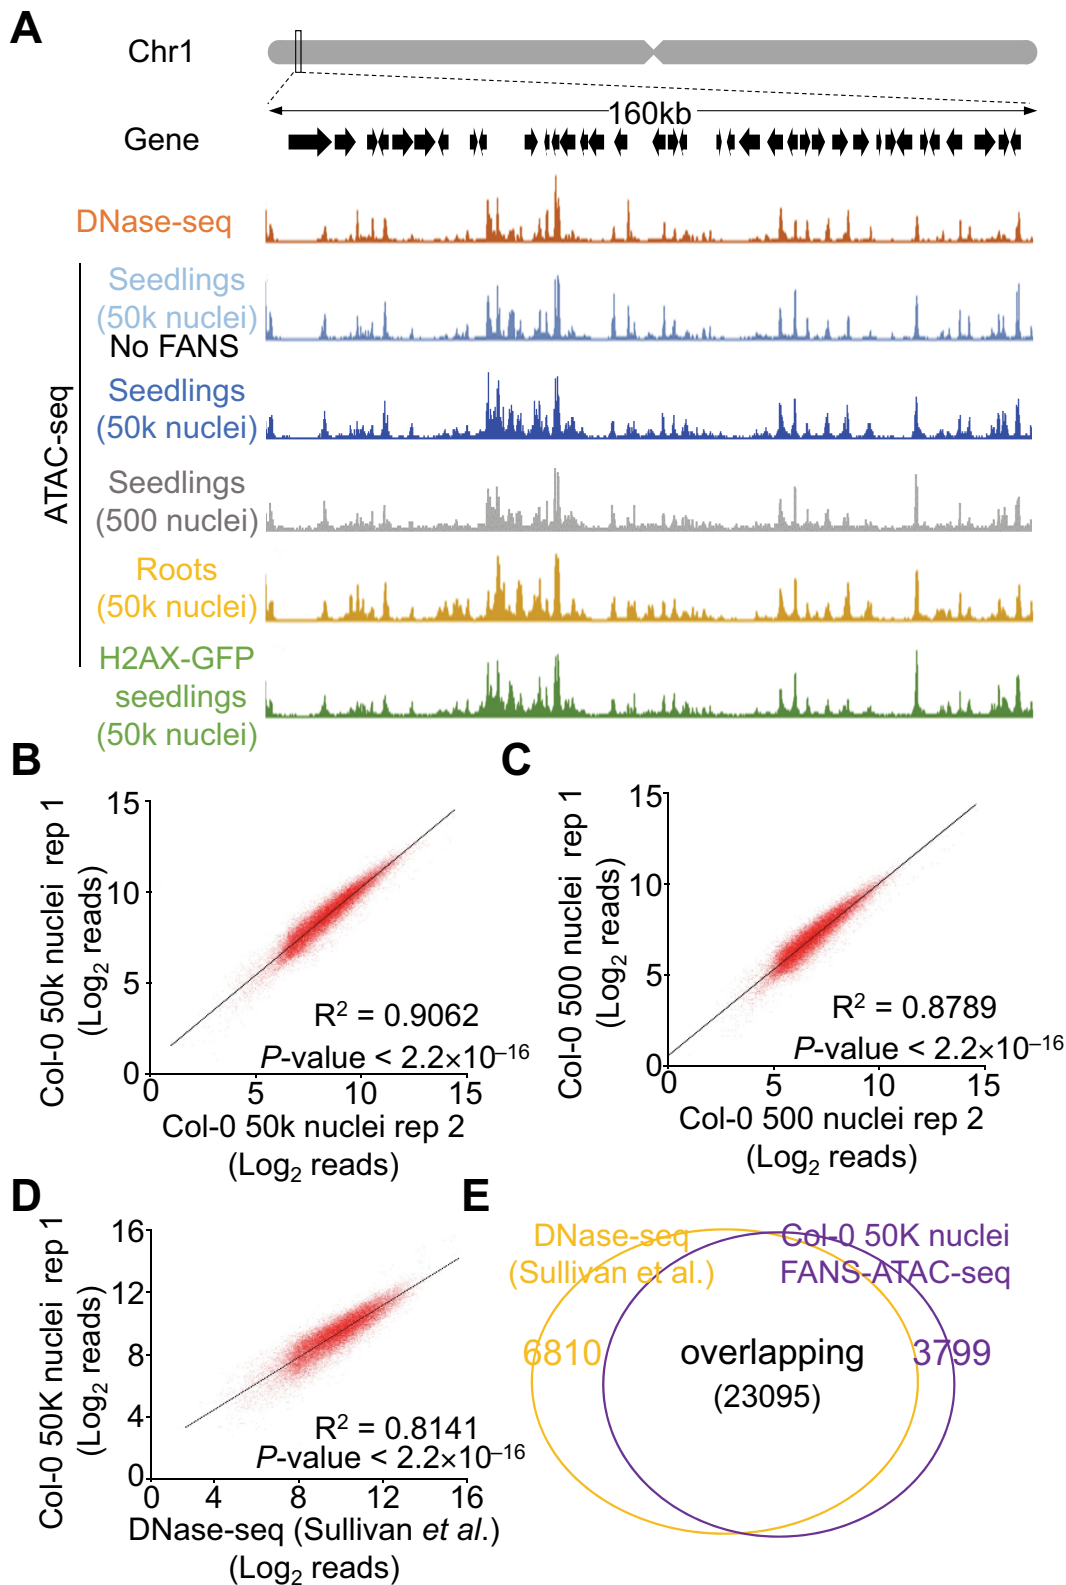 A
Chr1
160kb
Gene
DNase-seq
ATAC-seq
Seedlings
(50k nuclei)
No FANS
Seedlings
(50k nuclei)
Seedlings
(500 nuclei)
Roots
(50k nuclei)
H2AX-GFP
seedlings
(50k nuclei)
B
Col-0 50k nuclei rep 1
(Log₂ reads)
15
10
5
0
R² = 0.9062
P-value < 2.2×10⁻¹⁶
0 5 10 15
Col-0 50k nuclei rep 2
(Log₂ reads)
C
Col-0 500 nuclei rep 1
(Log₂ reads)
15
10
5
0
R² = 0.8789
P-value < 2.2×10⁻¹⁶
0 5 10 15
Col-0 500 nuclei rep 2
(Log₂ reads)
D
Col-0 50K nuclei rep 1
(Log₂ reads)
16
12
8
4
0
R² = 0.8141
P-value < 2.2×10⁻¹⁶
0 4 8 12 16
DNase-seq (Sullivan et al.)
(Log₂ reads)
E
DNase-seq
(Sullivan et al.)
Col-0 50K nuclei
FANS-ATAC-seq
6810
overlapping
(23095)
3799